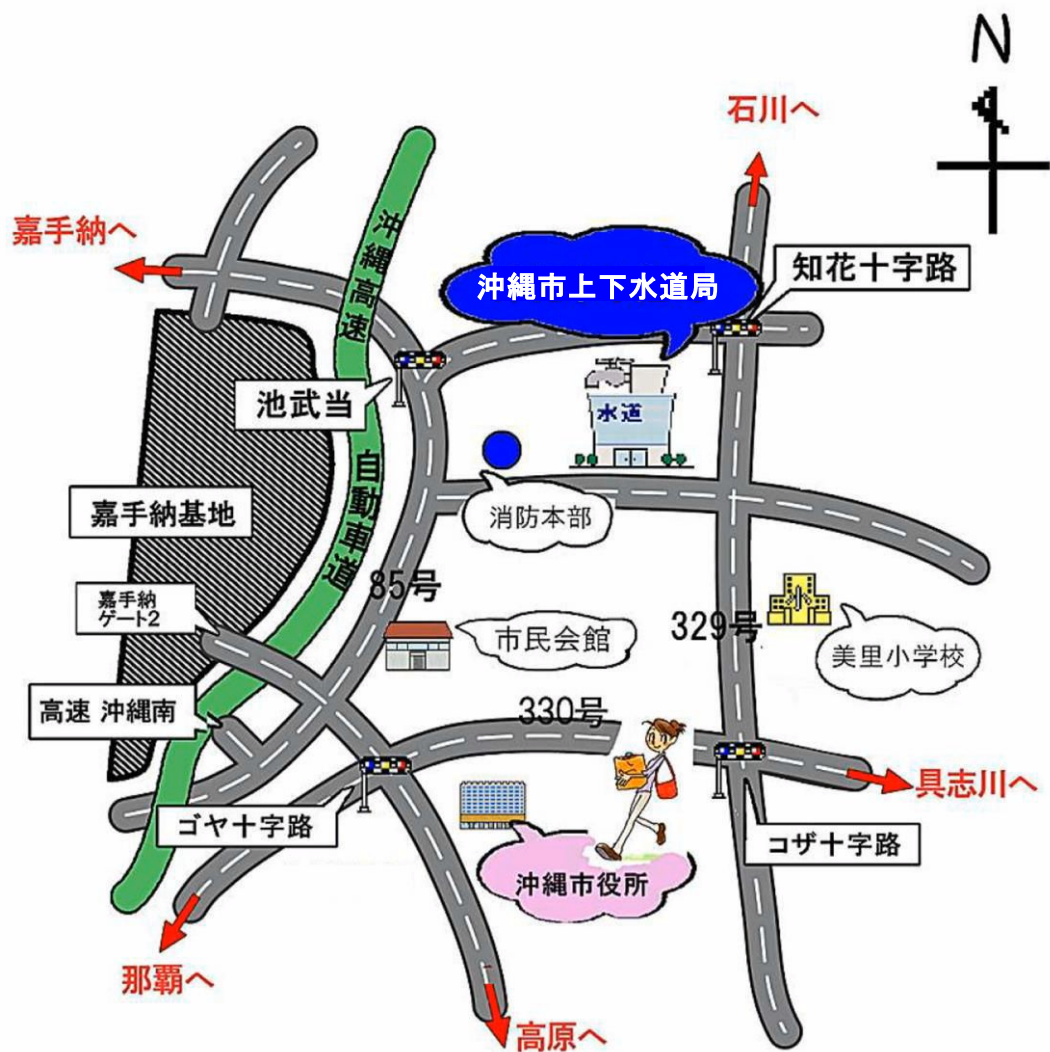 N
石川へ
嘉手納へ
沖縄高速
自動車道
沖縄市上下水道局
知花十字路
池武当
水道
嘉手納基地
消防本部
嘉手納
ゲート2
85号
市民会館
329号
小
美里小学校
高速 沖縄南
330号
ゴヤ十字路
沖縄市役所
コザ十字路
具志川へ
那覇へ
高原へ